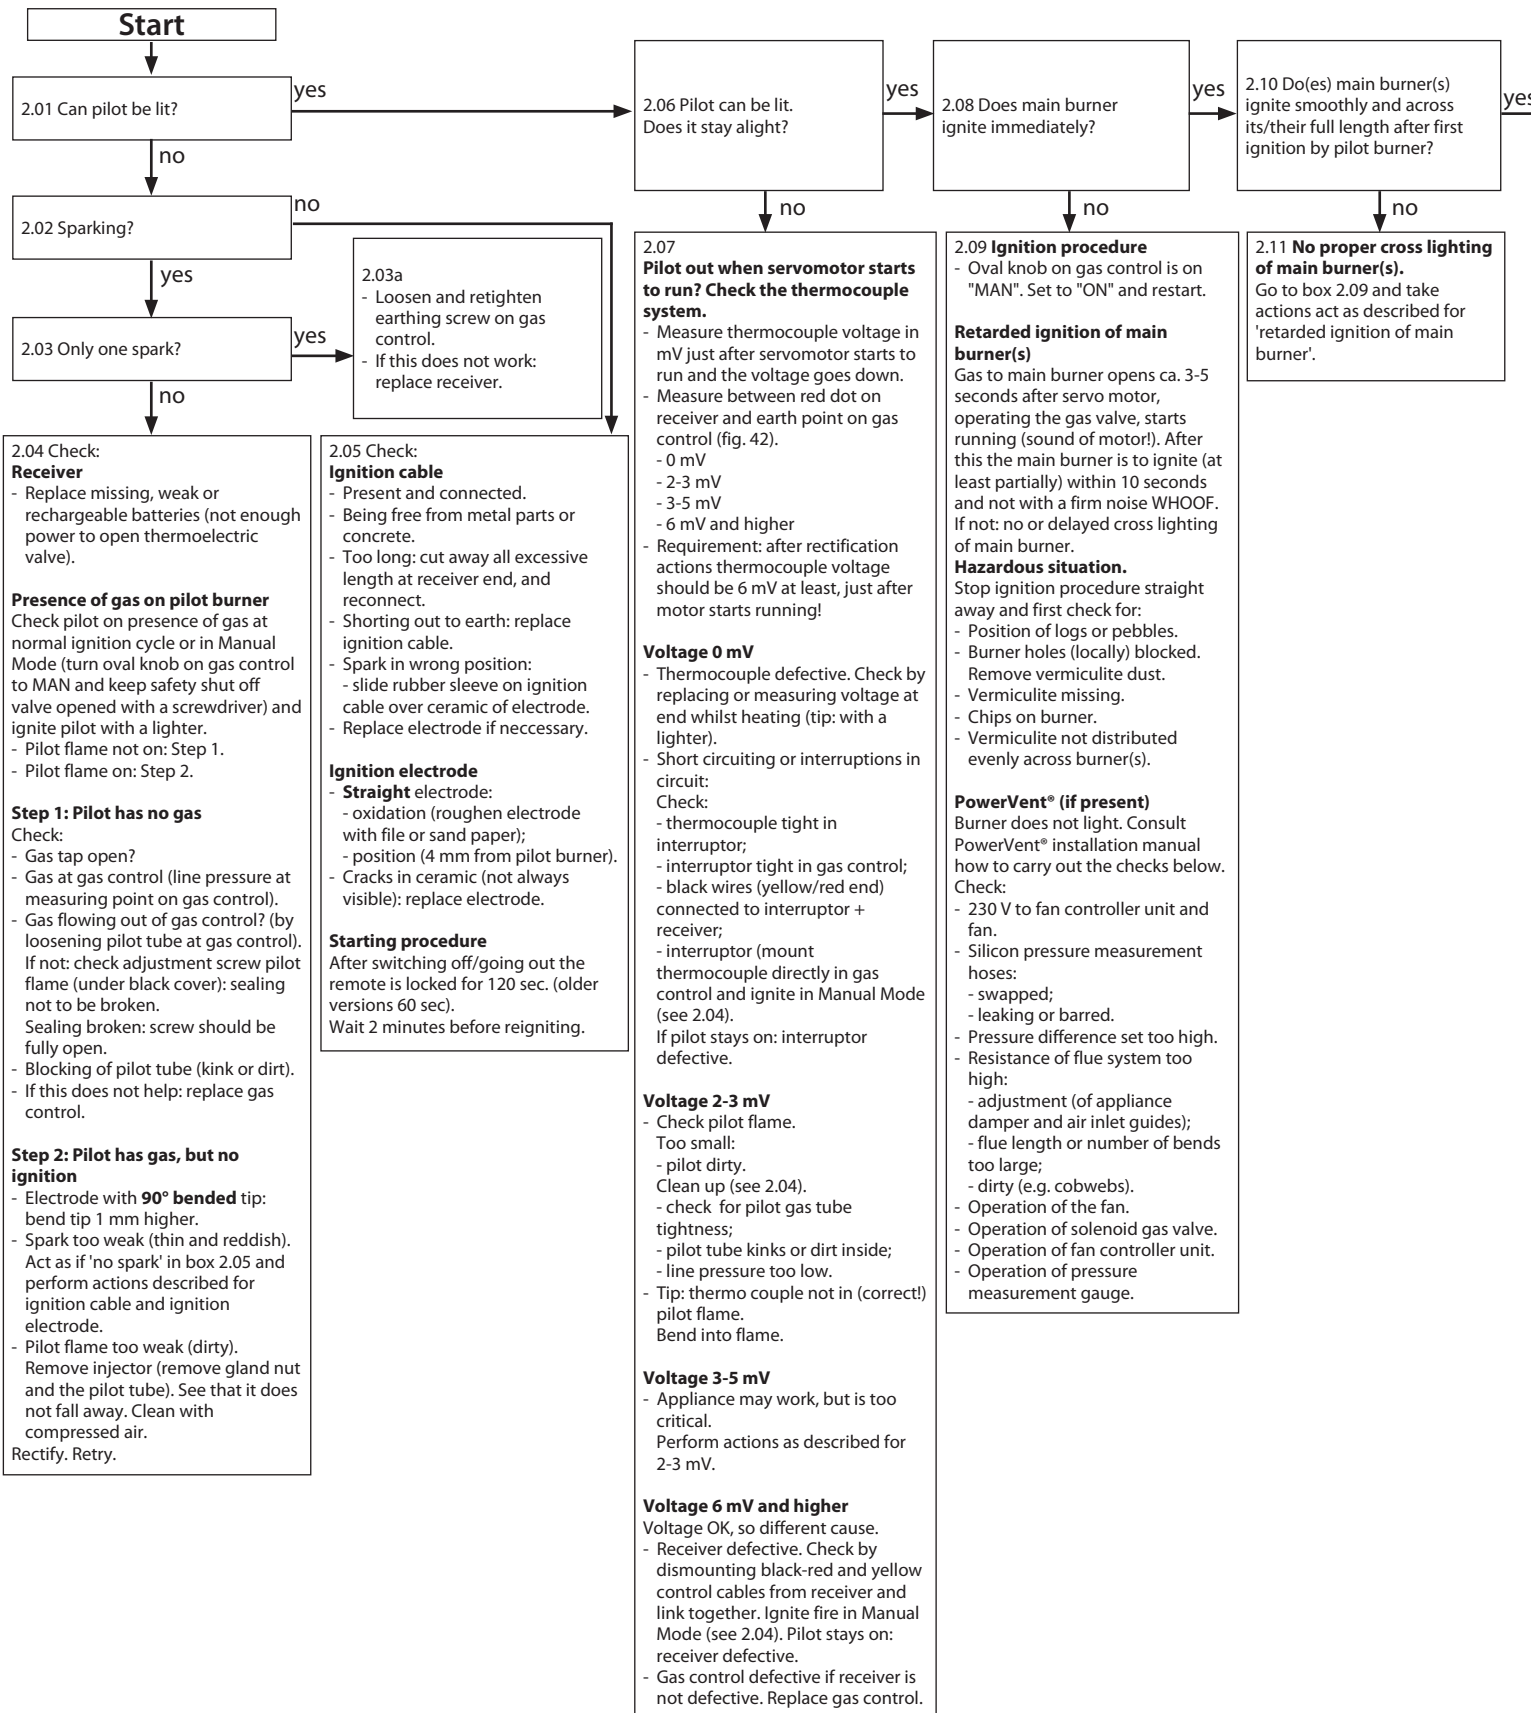 Start
2.01 Can pilot be lit?
yes
no
2.02 Sparking?
no
yes
2.03 Only one spark?
yes
no
2.03a
- Loosen and retighten
earthing screw on gas
control.
- If this does not work:
replace receiver.
2.04 Check:
Receiver
- Replace missing, weak or
rechargeable batteries (not enough
power to open thermoelectric
valve).
Presence of gas on pilot burner
Check pilot on presence of gas at
normal ignition cycle or in Manual
Mode (turn oval knob on gas control
to MAN and keep safety shut off
valve opened with a screwdriver) and
ignite pilot with a lighter.
- Pilot flame not on: Step 1.
- Pilot flame on: Step 2.
Step 1: Pilot has no gas
Check:
- Gas tap open?
- Gas at gas control (line pressure at
measuring point on gas control).
- Gas flowing out of gas control? (by
loosening pilot tube at gas control).
If not: check adjustment screw pilot
flame (under black cover): sealing
not to be broken.
Sealing broken: screw should be
fully open.
- Blocking of pilot tube (kink or dirt).
- If this does not help: replace gas
control.
Step 2: Pilot has gas, but no
ignition
- Electrode with 90° bended tip:
bend tip 1 mm higher.
- Spark too weak (thin and reddish).
Act as if 'no spark' in box 2.05 and
perform actions described for
ignition cable and ignition
electrode.
- Pilot flame too weak (dirty).
Remove injector (remove gland nut
and the pilot tube). See that it does
not fall away. Clean with
compressed air.
Rectify. Retry.
2.05 Check:
Ignition cable
- Present and connected.
- Being free from metal parts or
concrete.
- Too long: cut away all excessive
length at receiver end, and
reconnect.
- Shorting out to earth: replace
ignition cable.
- Spark in wrong position:
- slide rubber sleeve on ignition
cable over ceramic of electrode.
- Replace electrode if neccessary.
Ignition electrode
- Straight electrode:
- oxidation (roughen electrode
with file or sand paper);
- position (4 mm from pilot burner).
- Cracks in ceramic (not always
visible): replace electrode.
Starting procedure
After switching off/going out the
remote is locked for 120 sec. (older
versions 60 sec).
Wait 2 minutes before reigniting.
2.06 Pilot can be lit.
Does it stay alight?
yes
no
2.07
Pilot out when servomotor starts
to run? Check the thermocouple
system.
- Measure thermocouple voltage in
mV just after servomotor starts to
run and the voltage goes down.
- Measure between red dot on
receiver and earth point on gas
control (fig. 42).
- 0 mV
- 2-3 mV
- 3-5 mV
- 6 mV and higher
- Requirement: after rectification
actions thermocouple voltage
should be 6 mV at least, just after
motor starts running!
Voltage 0 mV
- Thermocouple defective. Check by
replacing or measuring voltage at
end whilst heating (tip: with a
lighter).
- Short circuiting or interruptions in
circuit:
Check:
- thermocouple tight in
interruptor;
- interruptor tight in gas control;
- black wires (yellow/red end)
connected to interruptor +
receiver;
- interruptor (mount
thermocouple directly in gas
control and ignite in Manual Mode
(see 2.04).
If pilot stays on: interruptor
defective.
Voltage 2-3 mV
- Check pilot flame.
Too small:
- pilot dirty.
Clean up (see 2.04).
- check for pilot gas tube
tightness;
- pilot tube kinks or dirt inside;
- line pressure too low.
- Tip: thermo couple not in (correct!)
pilot flame.
Bend into flame.
Voltage 3-5 mV
- Appliance may work, but is too
critical.
Perform actions as described for
2-3 mV.
Voltage 6 mV and higher
Voltage OK, so different cause.
- Receiver defective. Check by
dismounting black-red and yellow
control cables from receiver and
link together. Ignite fire in Manual
Mode (see 2.04). Pilot stays on:
receiver defective.
- Gas control defective if receiver is
not defective. Replace gas control.
2.08 Does main burner
ignite immediately?
yes
no
2.09 Ignition procedure
- Oval knob on gas control is on
"MAN". Set to "ON" and restart.
Retarded ignition of main
burner(s)
Gas to main burner opens ca. 3-5
seconds after servo motor,
operating the gas valve, starts
running (sound of motor!). After
this the main burner is to ignite (at
least partially) within 10 seconds
and not with a firm noise WHOOF.
If not: no or delayed cross lighting
of main burner.
Hazardous situation.
Stop ignition procedure straight
away and first check for:
- Position of logs or pebbles.
- Burner holes (locally) blocked.
Remove vermiculite dust.
- Vermiculite missing.
- Chips on burner.
- Vermiculite not distributed
evenly across burner(s).
PowerVent® (if present)
Burner does not light. Consult
PowerVent® installation manual
how to carry out the checks below.
Check:
- 230 V to fan controller unit and
fan.
- Silicon pressure measurement
hoses:
- swapped;
- leaking or barred.
- Pressure difference set too high.
- Resistance of flue system too
high:
- adjustment (of appliance
damper and air inlet guides);
- flue length or number of bends
too large;
- dirty (e.g. cobwebs).
- Operation of the fan.
- Operation of solenoid gas valve.
- Operation of fan controller unit.
- Operation of pressure
measurement gauge.
2.10 Do(es) main burner(s)
ignite smoothly and across
its/their full length after first
ignition by pilot burner?
yes
no
2.11 No proper cross lighting
of main burner(s).
Go to box 2.09 and take
actions act as described for
'retarded ignition of main
burner'.